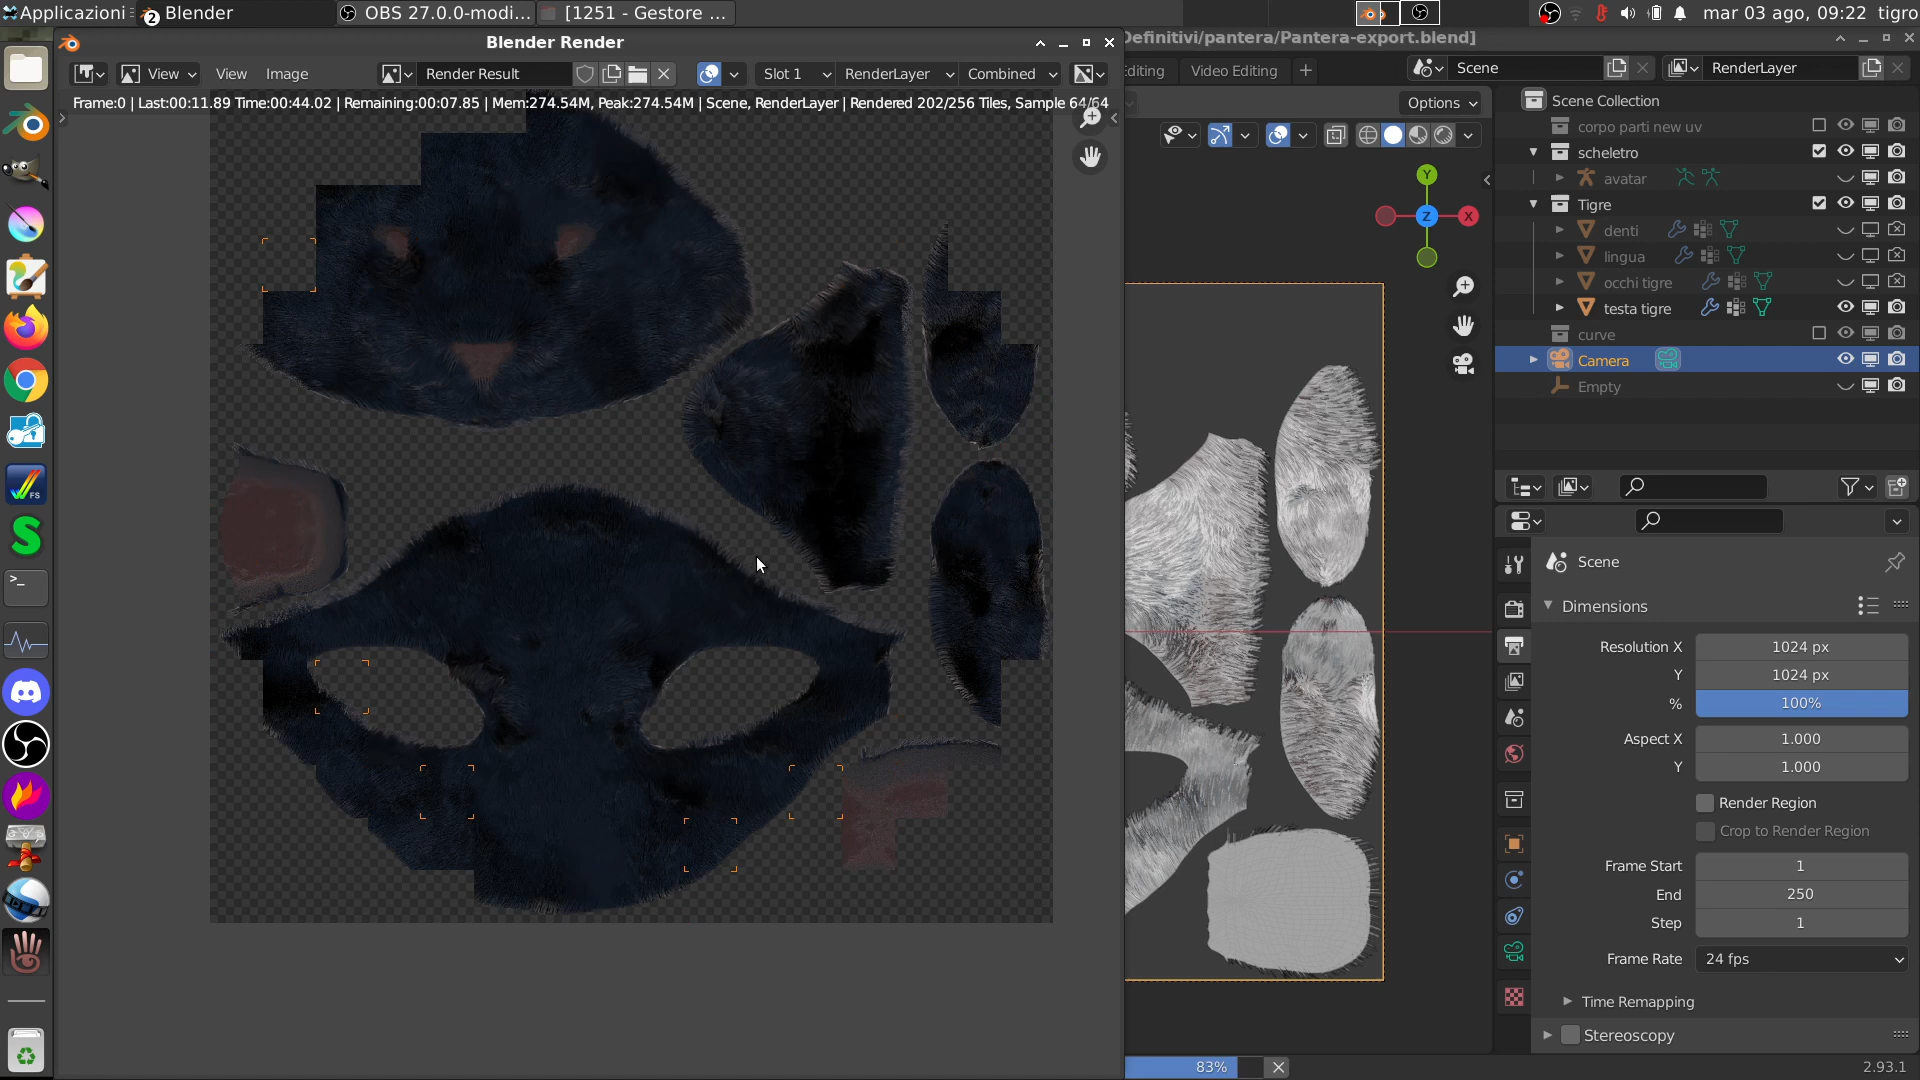 Applicazioni
2
Blender
OBS 27.0.0-modi...
[1251 - Gestore ...
mar 03 ago, 09:22
tigro
Blender Render
Definitivi/pantera/Pantera-export.blend]
View
View
Image
Render Result
Slot 1
RenderLayer
Combined
diting
Video Editing
+
Scene
RenderLayer
Frame:0 | Last:00:11.89 Time:00:44.02 | Remaining:00:07.85 | Mem:274.54M, Peak:274.54M | Scene, RenderLayer | Rendered 202/256 Tiles, Sample 64/64
Options
Scene Collection
corpo parti new uv
scheletro
avatar
Tigre
denti
lingua
occhi tigre
testa tigre
curve
Camera
Empty
Y
Z
X
FS
S
>_
Scene
Dimensions
Resolution X
1024 px
Y
1024 px
%
100%
Aspect X
1.000
Y
1.000
Render Region
Crop to Render Region
Frame Start
1
End
250
Step
1
Frame Rate
24 fps
Time Remapping
Stereoscopy
83%
2.93.1